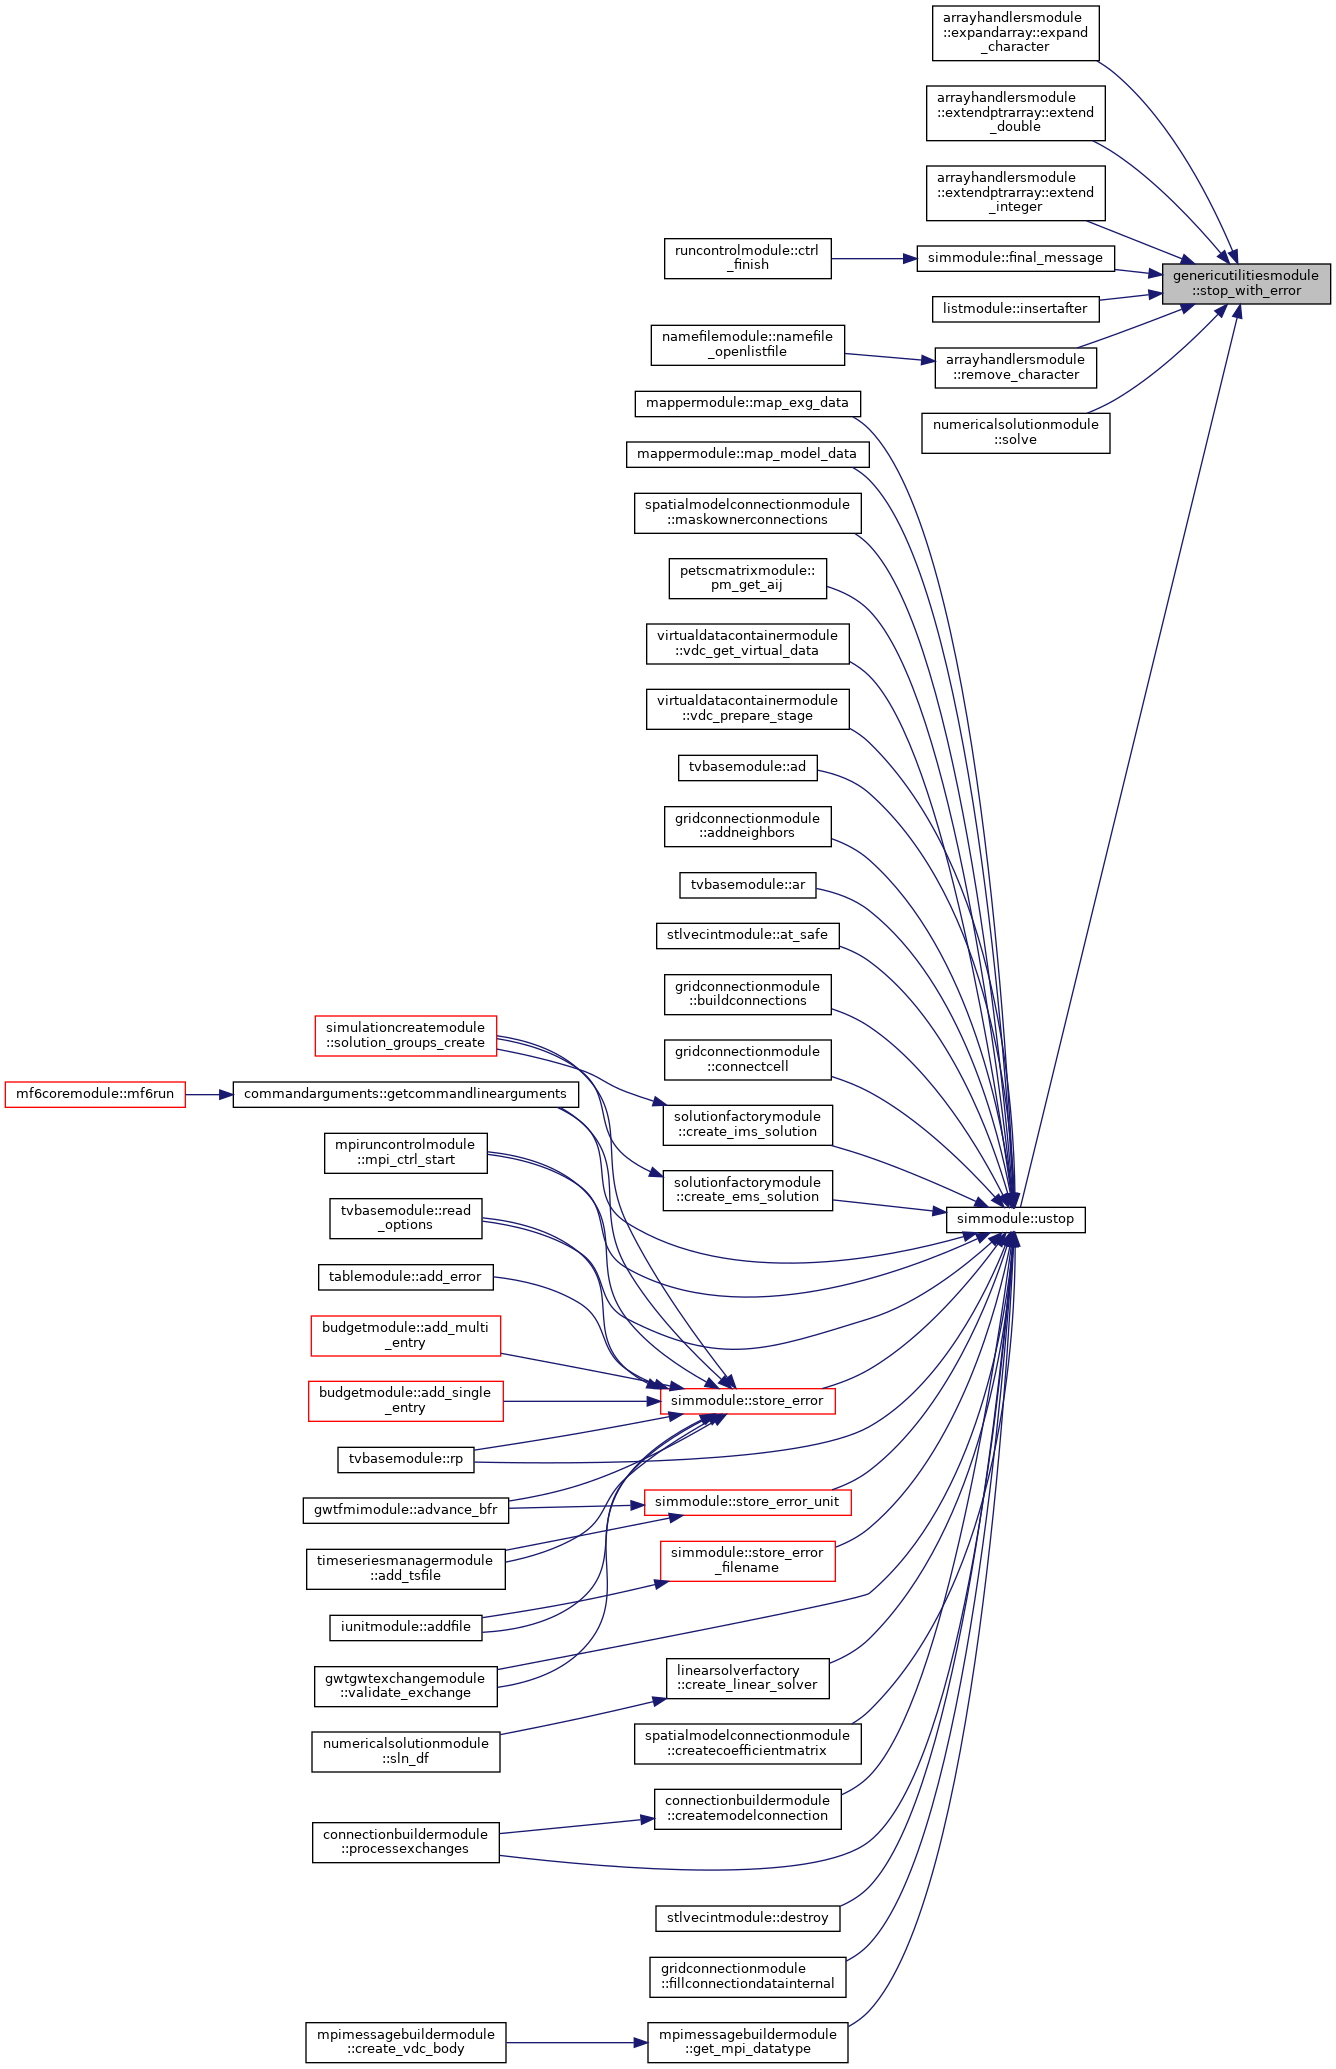 arrayhandlersmodule
::expandarray::expand
_character
arrayhandlersmodule
::extendptrarray::extend
_double
arrayhandlersmodule
::extendptrarray::extend
_integer
runcontrolmodule::ctrl
_finish
simmodule::final_message
genericutilitiesmodule
::stop_with_error
listmodule::insertafter
namefilemodule::namefile
_openlistfile
arrayhandlersmodule
::remove_character
mappermodule::map_exg_data
numericalsolutionmodule
::solve
mappermodule::map_model_data
spatialmodelconnectionmodule
::maskownerconnections
petscmatrixmodule::
pm_get_aij
virtualdatacontainermodule
::vdc_get_virtual_data
virtualdatacontainermodule
::vdc_prepare_stage
tvbasemodule::ad
gridconnectionmodule
::addneighbors
tvbasemodule::ar
stlvecintmodule::at_safe
gridconnectionmodule
::buildconnections
simulationcreatemodule
::solution_groups_create
gridconnectionmodule
::connectcell
mf6coremodule::mf6run
commandarguments::getcommandlinearguments
solutionfactorymodule
::create_ims_solution
mpiruncontrolmodule
::mpi_ctrl_start
solutionfactorymodule
::create_ems_solution
tvbasemodule::read
_options
simmodule::ustop
tablemodule::add_error
budgetmodule::add_multi
_entry
budgetmodule::add_single
_entry
simmodule::store_error
tvbasemodule::rp
gwtfmimodule::advance_bfr
simmodule::store_error_unit
timeseriesmanagermodule
::add_tsfile
simmodule::store_error
_filename
iunitmodule::addfile
gwtgwtexchangemodule
::validate_exchange
linearsolverfactory
::create_linear_solver
numericalsolutionmodule
::sln_df
spatialmodelconnectionmodule
::createcoefficientmatrix
connectionbuildermodule
::createmodelconnection
connectionbuildermodule
::processexchanges
stlvecintmodule::destroy
gridconnectionmodule
::fillconnectiondatainternal
mpimessagebuildermodule
::create_vdc_body
mpimessagebuildermodule
::get_mpi_datatype